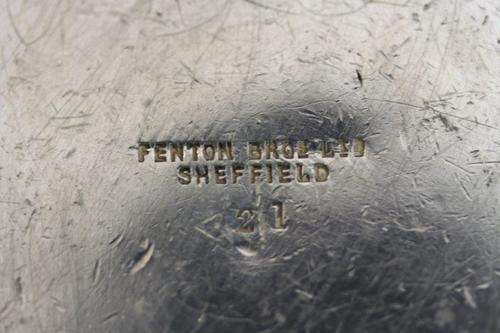 FENTON BROS LTD
SHEFFIELD
21